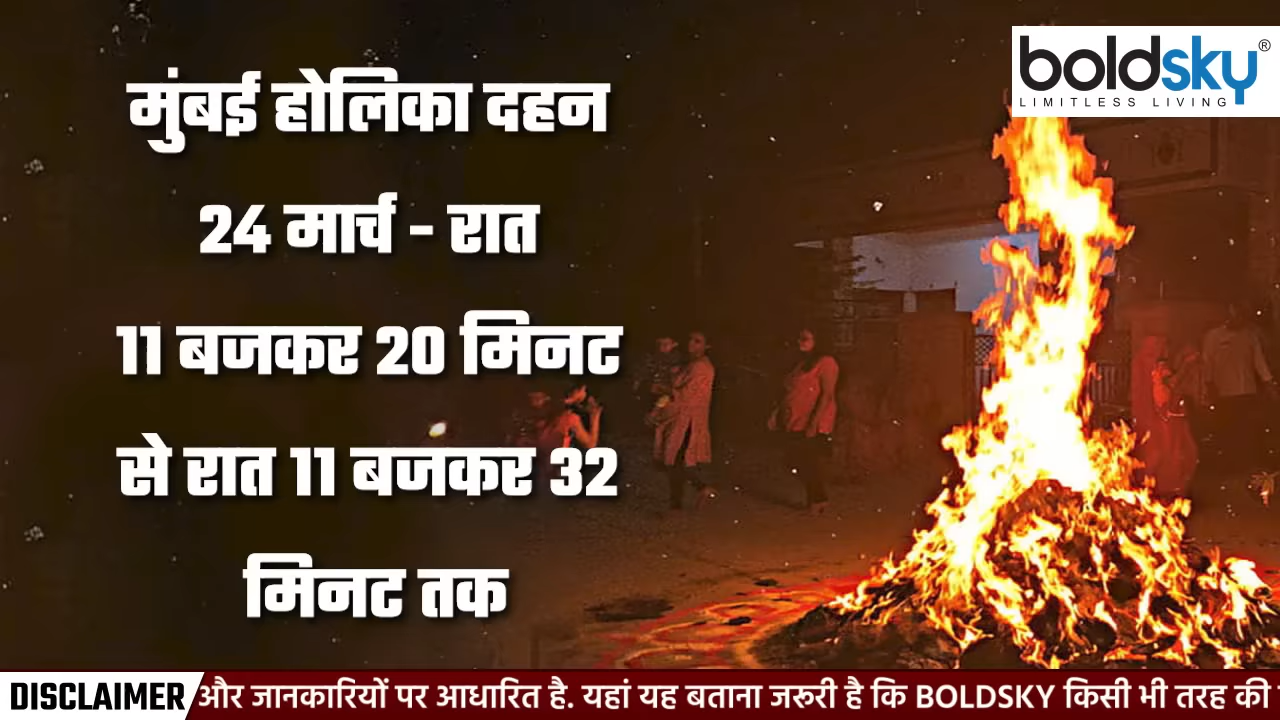 boldsky®
LIMITLESS LIVING
मुंबई होलिका दहन
24 मार्च - रात
11 बजकर 20 मिनट
से रात 11 बजकर 32
मिनट तक
DISCLAIMER और जानकारियों पर आधारित है. यहां यह बताना जरूरी है कि BOLDSKY किसी भी तरह की